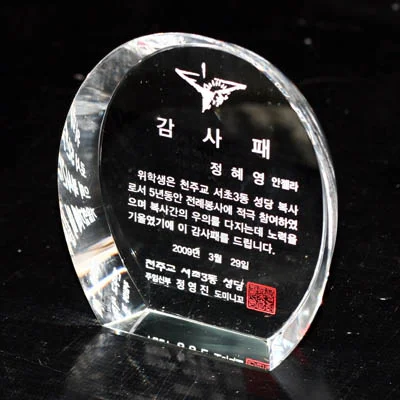 감사패
정혜영 안젤라
위학생은 천주교 서초3동 성당 복사
로서 5년동안 전례봉사에 적극 참여하였
으며 복사간의 우의를 다지는데 노력을
기울였기에 이 감사패를 드립니다.
2009년 3월 29일
천주교 서초3동 성당
주임신부 정영진 도미니꼬